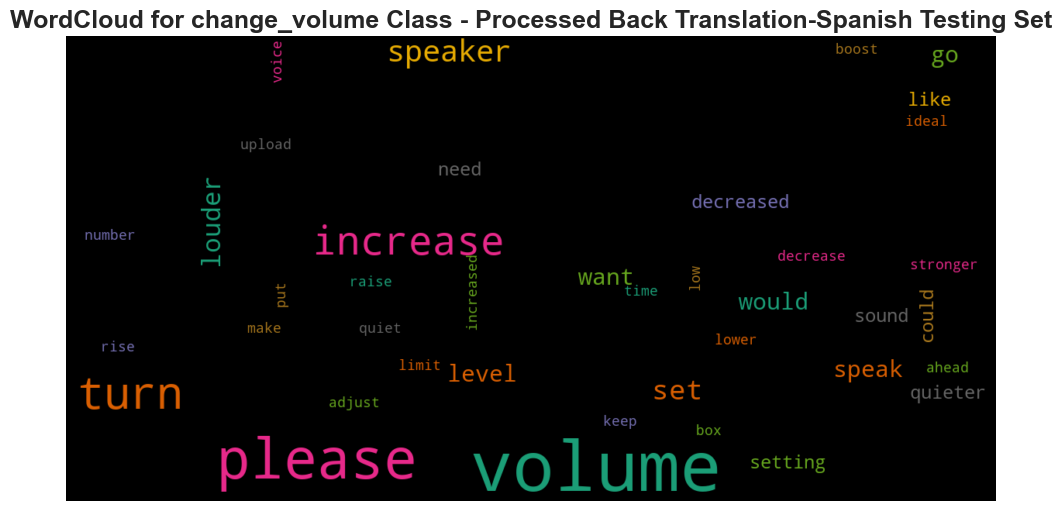 WordCloud for change_volume Class - Processed Back Translation-Spanish Testing Set
voice
speaker
boost
go
like
ideal
upload
need
louder
decreased
number
increase
decrease
stronger
want
raise
increased
time
low
put
would
could
sound
make
quiet
lower
rise
limit
level
speak
ahead
turn
adjust
set
quieter
keep
box
please
volume
setting